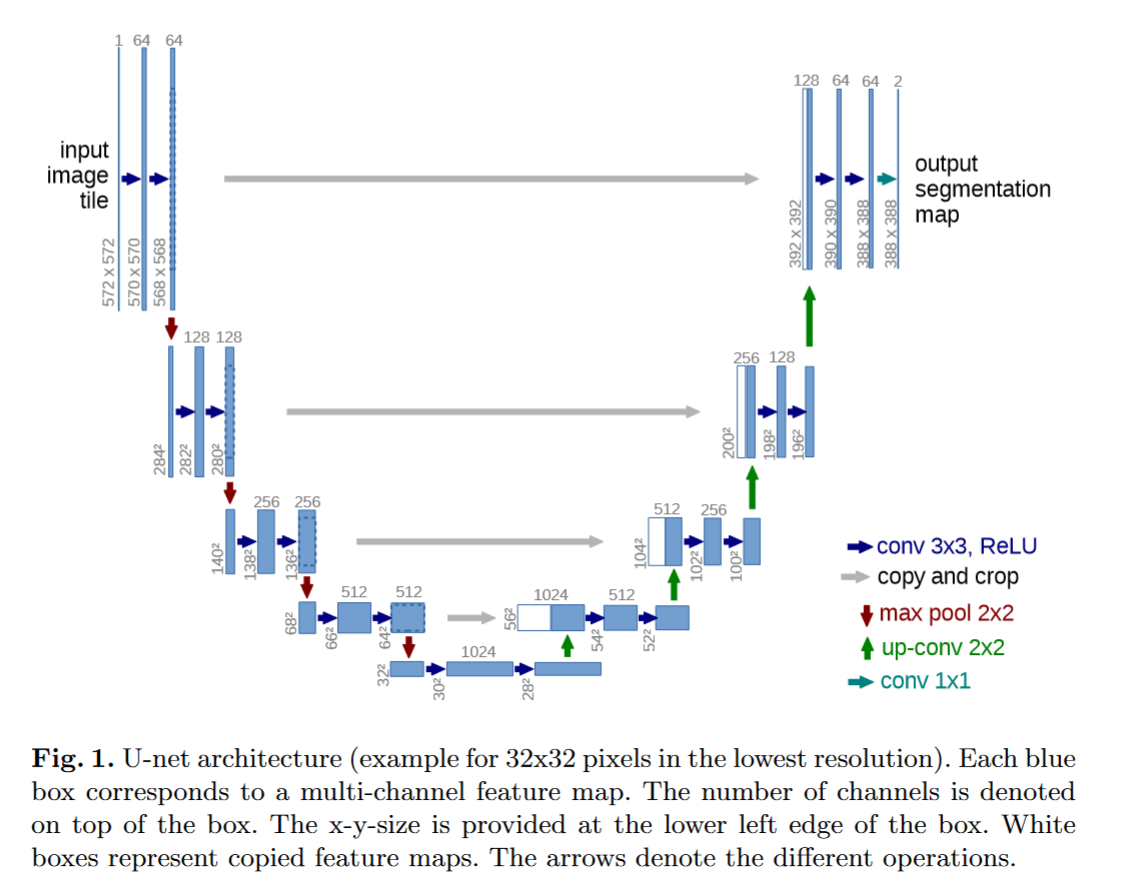 1 64 64
input
image
tile
572 x 572
570 x 570
568 x 568
128 64 64 2
output
segmentation
map
392 x 392
390 x 390
388 x 388
388 x 388
128 128
284²
282²
280²
256 128
200²
198²
196²
256 256
140²
138²
136²
512 256
104²
102²
100²
512 512
68²
66²
64²
1024 512
56²
54²
52²
1024
32²
30²
28²
conv 3x3, ReLU
copy and crop
max pool 2x2
up-conv 2x2
conv 1x1
Fig. 1. U-net architecture (example for 32x32 pixels in the lowest resolution). Each blue
box corresponds to a multi-channel feature map. The number of channels is denoted
on top of the box. The x-y-size is provided at the lower left edge of the box. White
boxes represent copied feature maps. The arrows denote the different operations.